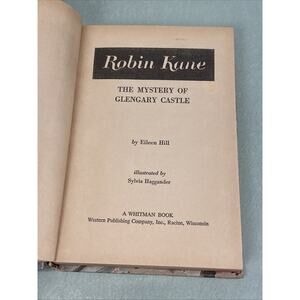 Robin Kane
THE MYSTERY OF
GLENGARY CASTLE
by Eileen Hill
illustrated by
Sylvia Haggander
A WHITMAN BOOK
Western Publishing Company, Inc., Racine, Wisconsin